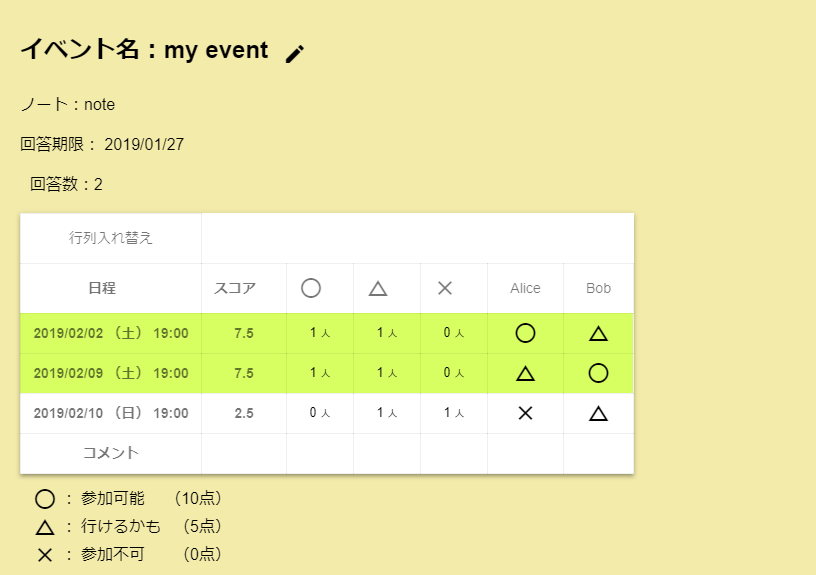 イベント名：my event
ノート：note
回答期限： 2019/01/27
回答数：2
行列入れ替え
日程 スコア ○ △ × Alice Bob
2019/02/02 （土） 19:00 7.5 1 人 1 人 0 人 ○ △
2019/02/09 （土） 19:00 7.5 1 人 1 人 0 人 △ ○
2019/02/10 （日） 19:00 2.5 0 人 1 人 1 人 × △
コメント
○ ： 参加可能 （10点）
△ ： 行けるかも （5点）
× ： 参加不可 （0点）